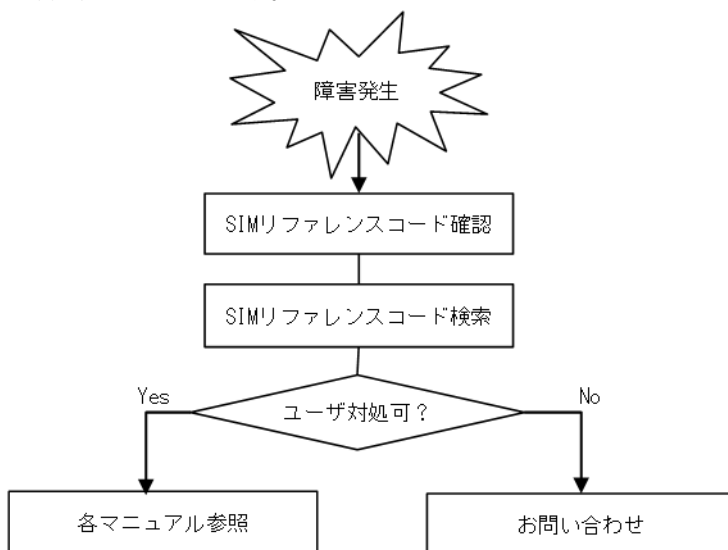 障害発生
SIMリファレンスコード確認
SIMリファレンスコード検索
ユーザ対処可？
Yes
No
各マニュアル参照
お問い合わせ